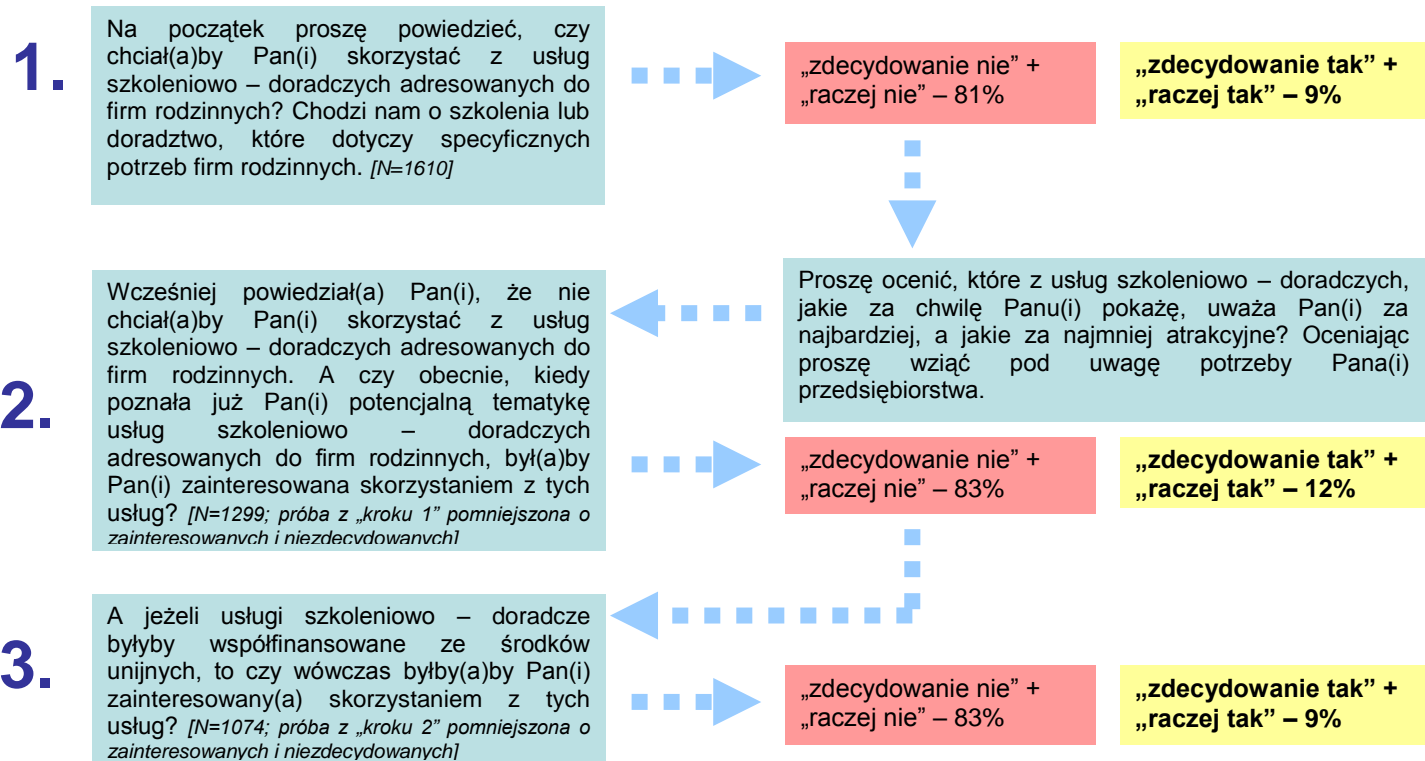 1.
Na początek proszę powiedzieć, czy
chciał(a)by Pan(i) skorzystać z usług
szkoleniowo – doradczych adresowanych do
firm rodzinnych? Chodzi nam o szkolenia lub
doradztwo, które dotyczy specyficznych
potrzeb firm rodzinnych. [N=1610]
„zdecydowanie nie” +
„raczej nie” – 81%
„zdecydowanie tak” +
„raczej tak” – 9%
Proszę ocenić, które z usług szkoleniowo – doradczych,
jakie za chwilę Panu(i) pokażę, uważa Pan(i) za
najbardziej, a jakie za najmniej atrakcyjne? Oceniając
proszę wziąć pod uwagę potrzeby Pana(i)
przedsiębiorstwa.
2.
Wcześniej powiedział(a) Pan(i), że nie
chciał(a)by Pan(i) skorzystać z usług
szkoleniowo – doradczych adresowanych do
firm rodzinnych. A czy obecnie, kiedy
poznała już Pan(i) potencjalną tematykę
usług szkoleniowo – doradczych
adresowanych do firm rodzinnych, był(a)by
Pan(i) zainteresowana skorzystaniem z tych
usług? [N=1299; próba z „kroku 1” pomniejszona o
zainteresowanych i niezdecydowanych]
„zdecydowanie nie” +
„raczej nie” – 83%
„zdecydowanie tak” +
„raczej tak” – 12%
3.
A jeżeli usługi szkoleniowo – doradcze
byłyby współfinansowane ze środków
unijnych, to czy wówczas byłby(a)by Pan(i)
zainteresowany(a) skorzystaniem z tych
usług? [N=1074; próba z „kroku 2” pomniejszona o
zainteresowanych i niezdecydowanych]
„zdecydowanie nie” +
„raczej nie” – 83%
„zdecydowanie tak” +
„raczej tak” – 9%